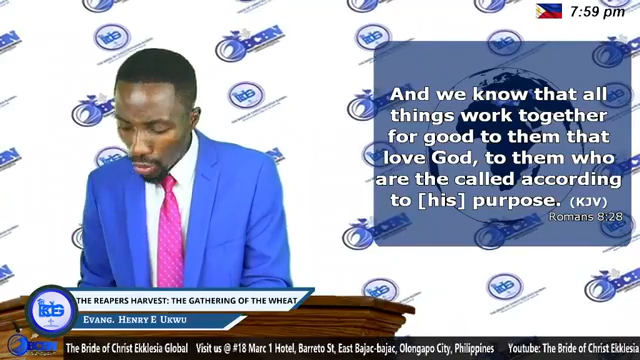 7:59 pm
And we know that all
things work together
for good to them that
love God, to them who
are the called according
to [his] purpose. (KJV)
Romans 8:28
THE REAPERS HARVEST: THE GATHERING OF THE WHEAT
Evang. Henry E Ukwu
The Bride of Christ Ekklesia Global Visit us @ #18 Marc 1 Hotel, Barreto St, East Bajac-bajac, Olongapo City, Philippines Youtube: The Bride of Christ Ekklesia